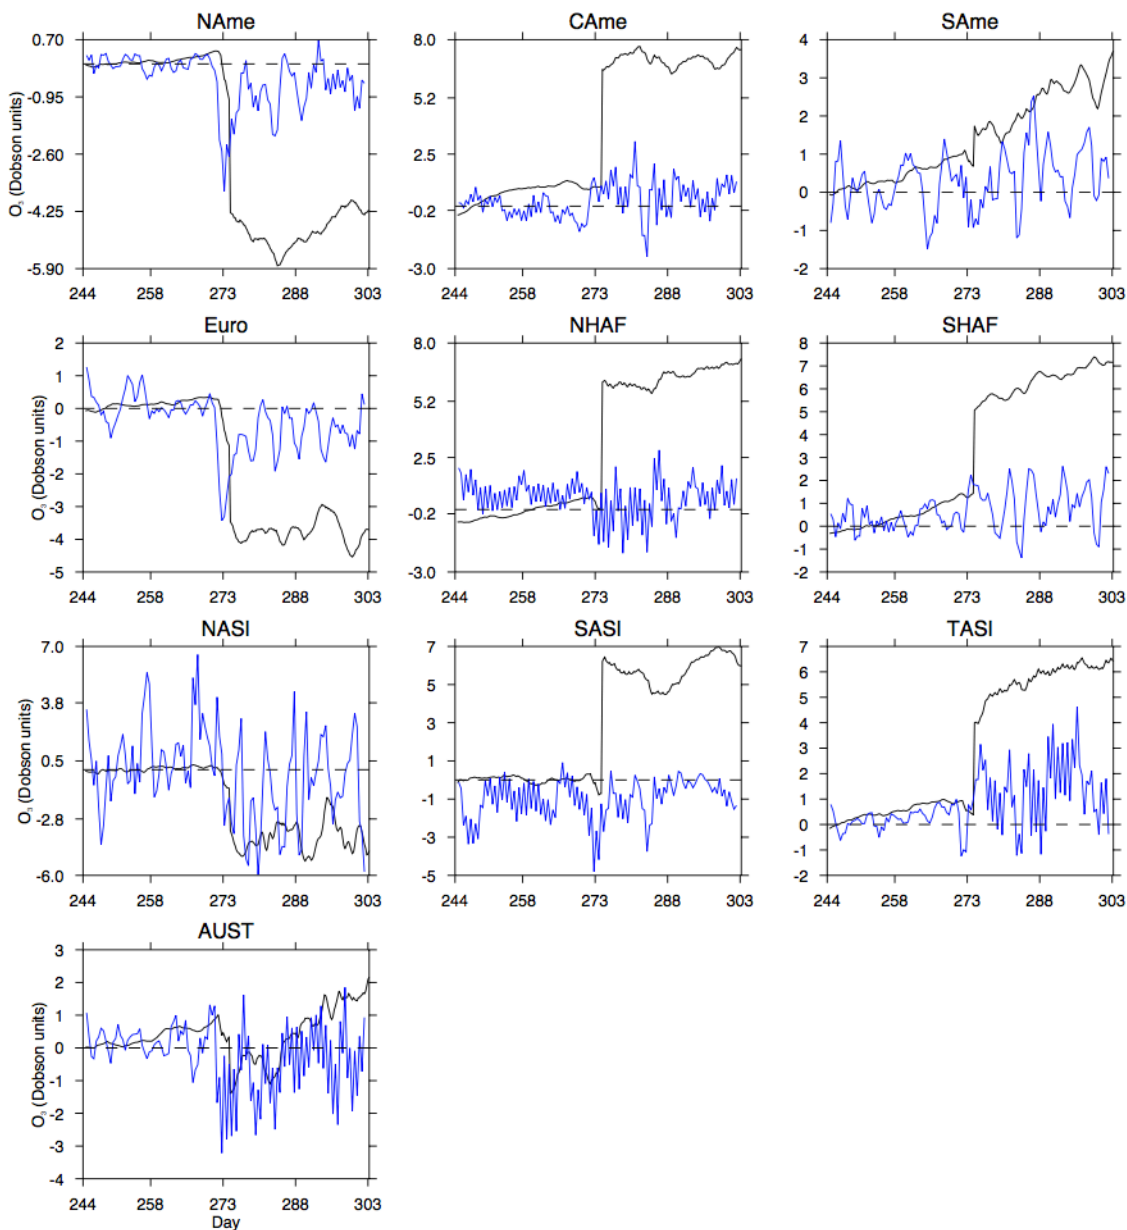 NAme CAme SAme
0.70 8.0 4
-0.95 5.2 3
-2.60 2.5 2
-4.25 -0.2 1
-5.90 -3.0 0
-1
-2
O₃ (Dobson units)
244 258 273 288 303 244 258 273 288 303 244 258 273 288 303
Euro NHAF SHAF
2 8.0 8
1 5.2 7
0 2.5 6
-1 -0.2 5
-2 -3.0 4
-3 3
-4 2
-5 1
0
-1
-2
O₃ (Dobson units)
244 258 273 288 303 244 258 273 288 303 244 258 273 288 303
NASI SASI TASI
7.0 7 7
3.8 5 6
0.5 3 5
-2.8 1 4
-6.0 -1 3
-3 2
-5 1
0
-1
-2
O₃ (Dobson units)
244 258 273 288 303 244 258 273 288 303 244 258 273 288 303
AUST
3
2
1
0
-1
-2
-3
-4
O₃ (Dobson units)
244 258 273 288 303
Day